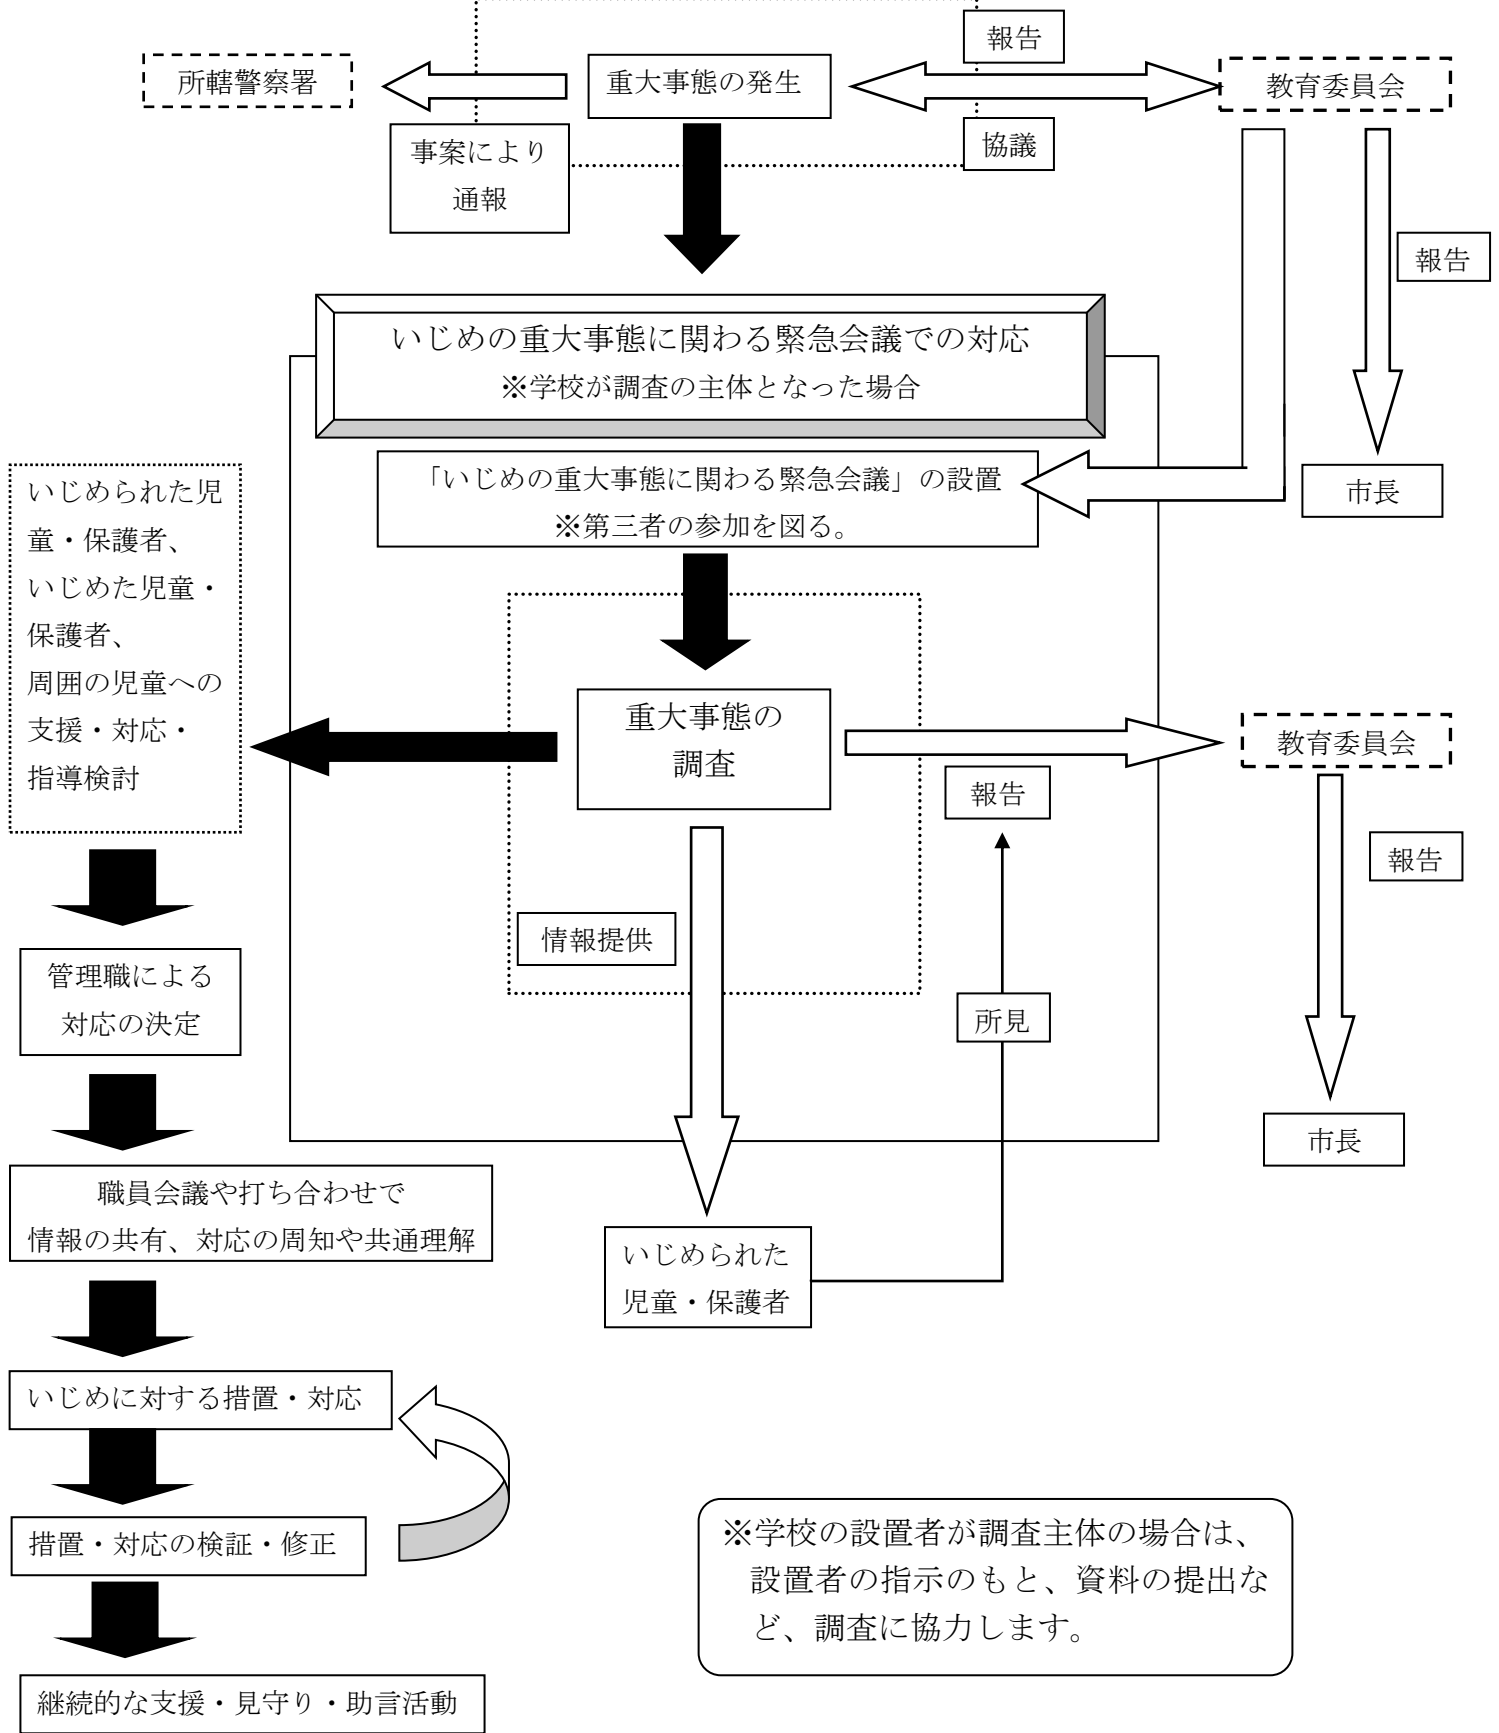 報告
所轄警察署
重大事態の発生
教育委員会
事案により
通報
協議
報告
いじめの重大事態に関わる緊急会議での対応
※学校が調査の主体となった場合
「いじめの重大事態に関わる緊急会議」の設置
※第三者の参加を図る。
市長
いじめられた児
童・保護者、
いじめた児童・
保護者、
周囲の児童への
支援・対応・
指導検討
重大事態の
調査
教育委員会
報告
報告
情報提供
所見
管理職による
対応の決定
市長
職員会議や打ち合わせで
情報の共有、対応の周知や共通理解
いじめられた
児童・保護者
いじめに対する措置・対応
措置・対応の検証・修正
※学校の設置者が調査主体の場合は、
設置者の指示のもと、資料の提出な
ど、調査に協力します。
継続的な支援・見守り・助言活動